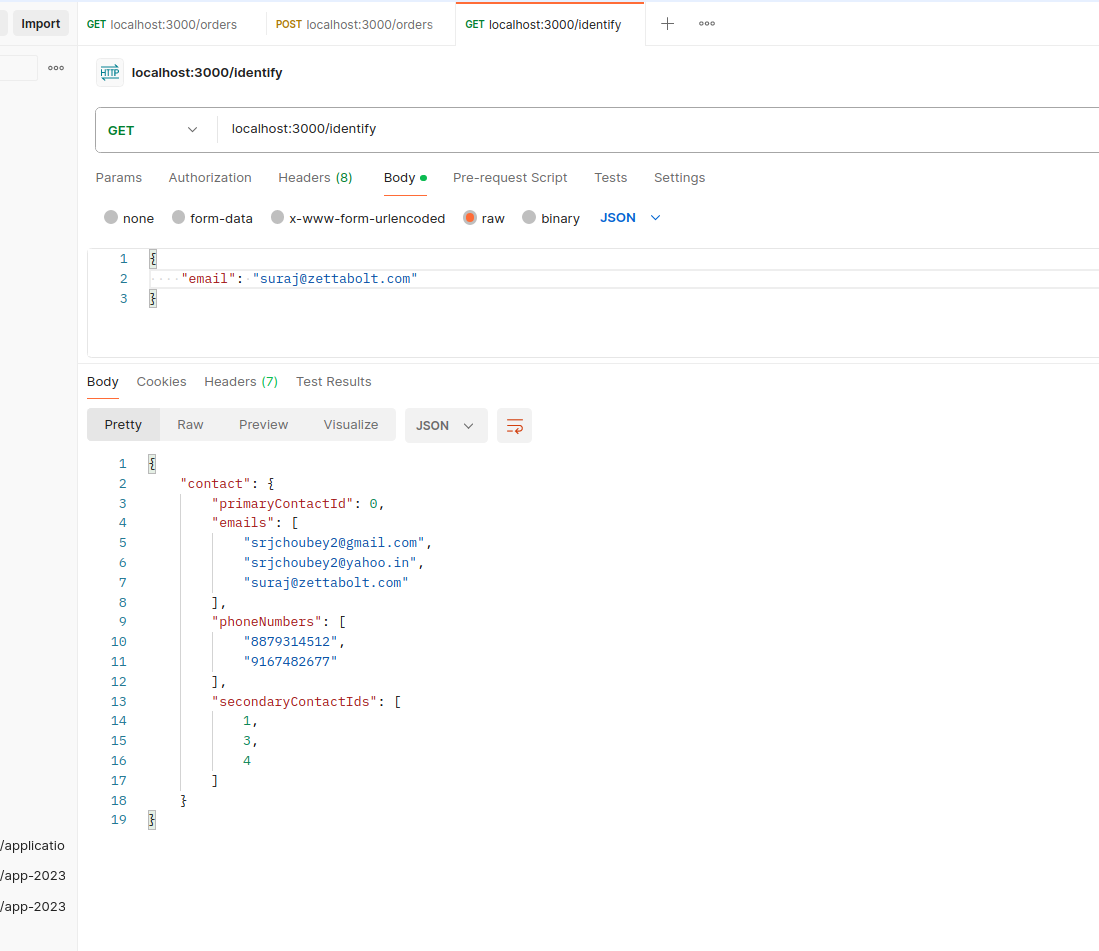 Import GET localhost:3000/orders POST localhost:3000/orders GET localhost:3000/identify
HTTP localhost:3000/identify
GET localhost:3000/identify
Params Authorization Headers (8) Body Pre-request Script Tests Settings
none form-data x-www-form-urlencoded raw binary JSON
1 {
2 "email": "suraj@zettabolt.com"
3 }
Body Cookies Headers (7) Test Results
Pretty Raw Preview Visualize JSON
1 {
2 "contact": {
3 "primaryContactId": 0,
4 "emails": [
5 "srjchoubey2@gmail.com",
6 "srjchoubey2@yahoo.in",
7 "suraj@zettabolt.com"
8 ],
9 "phoneNumbers": [
10 "8879314512",
11 "9167482677"
12 ],
13 "secondaryContactIds": [
14 1,
15 3,
16 4
17 ]
18 }
19 }
/applicatio
/app-2023
/app-2023